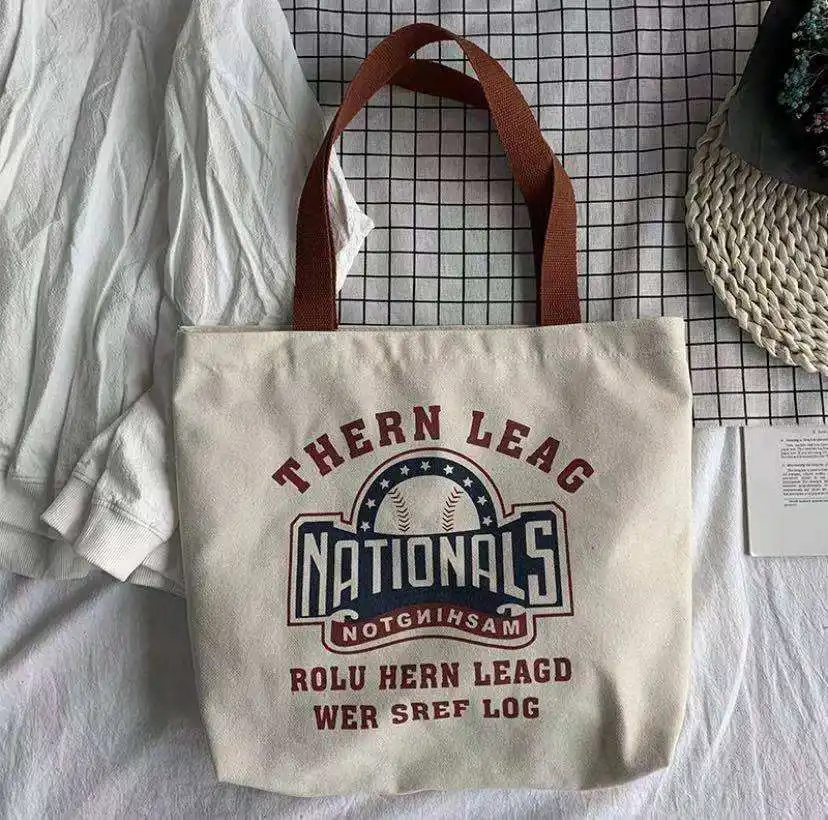 THERN LEAG
NATIONALS
NOTGNIHSAM
ROLU HERN LEAGD
WER SREF LOG